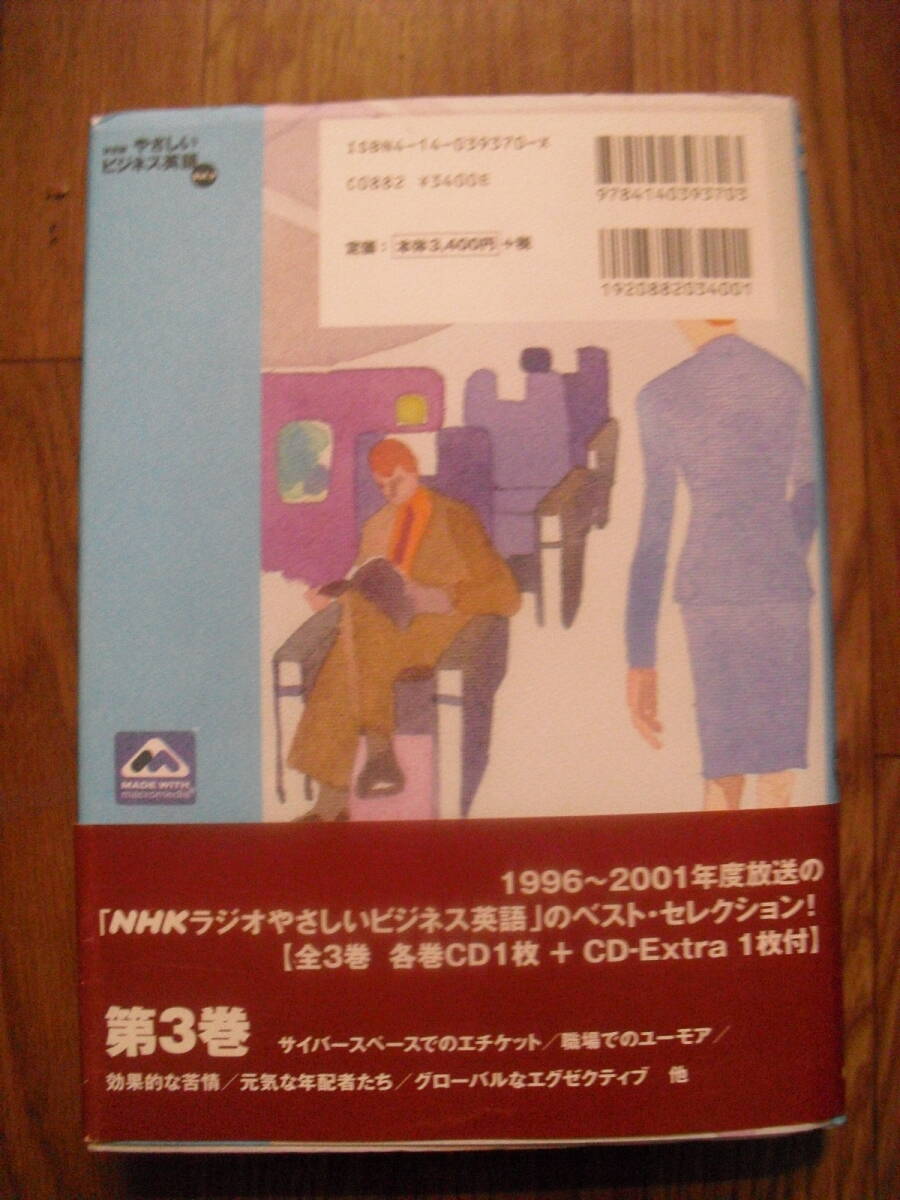 やさしい
ビジネス英語
ISBN4-14-039370-X
C0882 ¥3400E
定価：本体3,400円＋税
9784140393703
1920882034001
MADE WITH
macromedia®
1996〜2001年度放送の
「NHKラジオやさしいビジネス英語」のベスト・セレクション！
【全3巻 各巻CD1枚 + CD-Extra 1枚付】
第3巻 サイバースペースでのエチケット／職場でのユーモア／
効果的な苦情／元気な年配者たち／グローバルなエグゼクティブ 他